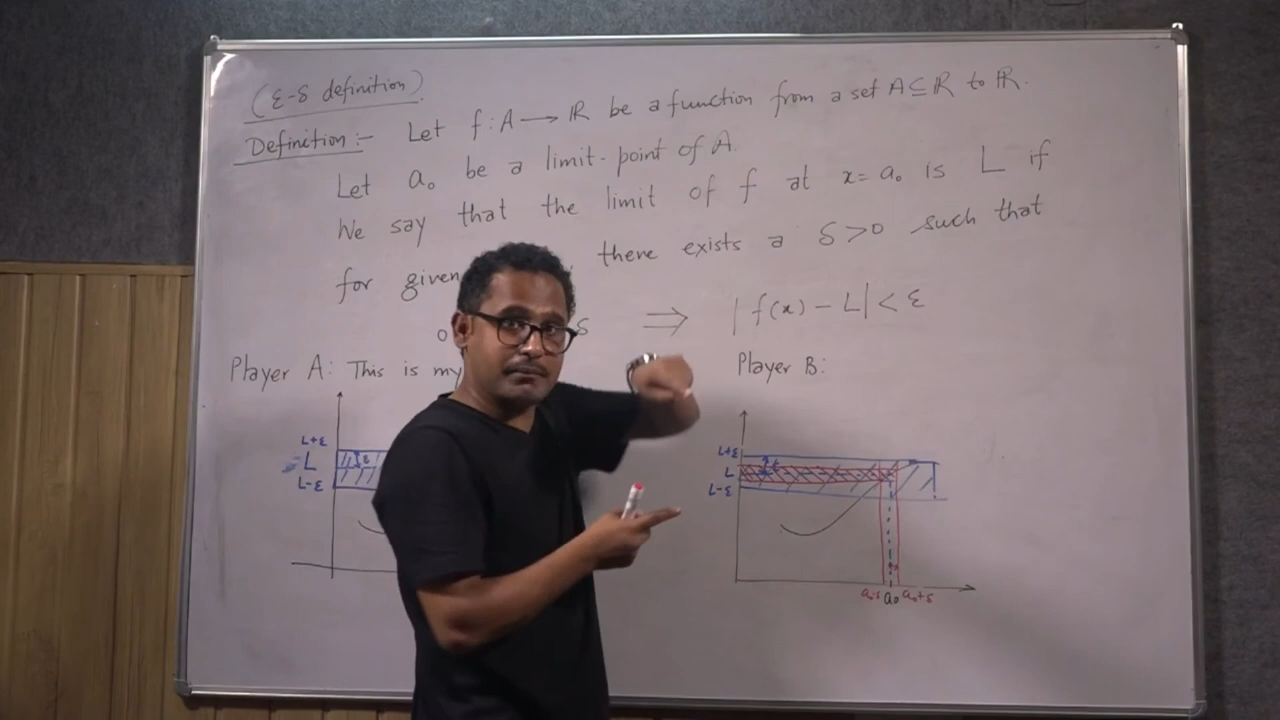 (ε-δ definition)
Definition:- Let f: A → ℝ be a function from a set A ⊆ ℝ to ℝ.
Let a₀ be a limit-point of A.
We say that the limit of f at x = a₀ is L if
for given there exists a δ>0 such that
0 δ ⇒ |f(x) - L| < ε
Player A: This is my
Player B:
L+ε
L
L-ε
ε
L+ε
L
L-ε
ε
a₀-δ a₀ a₀+δ